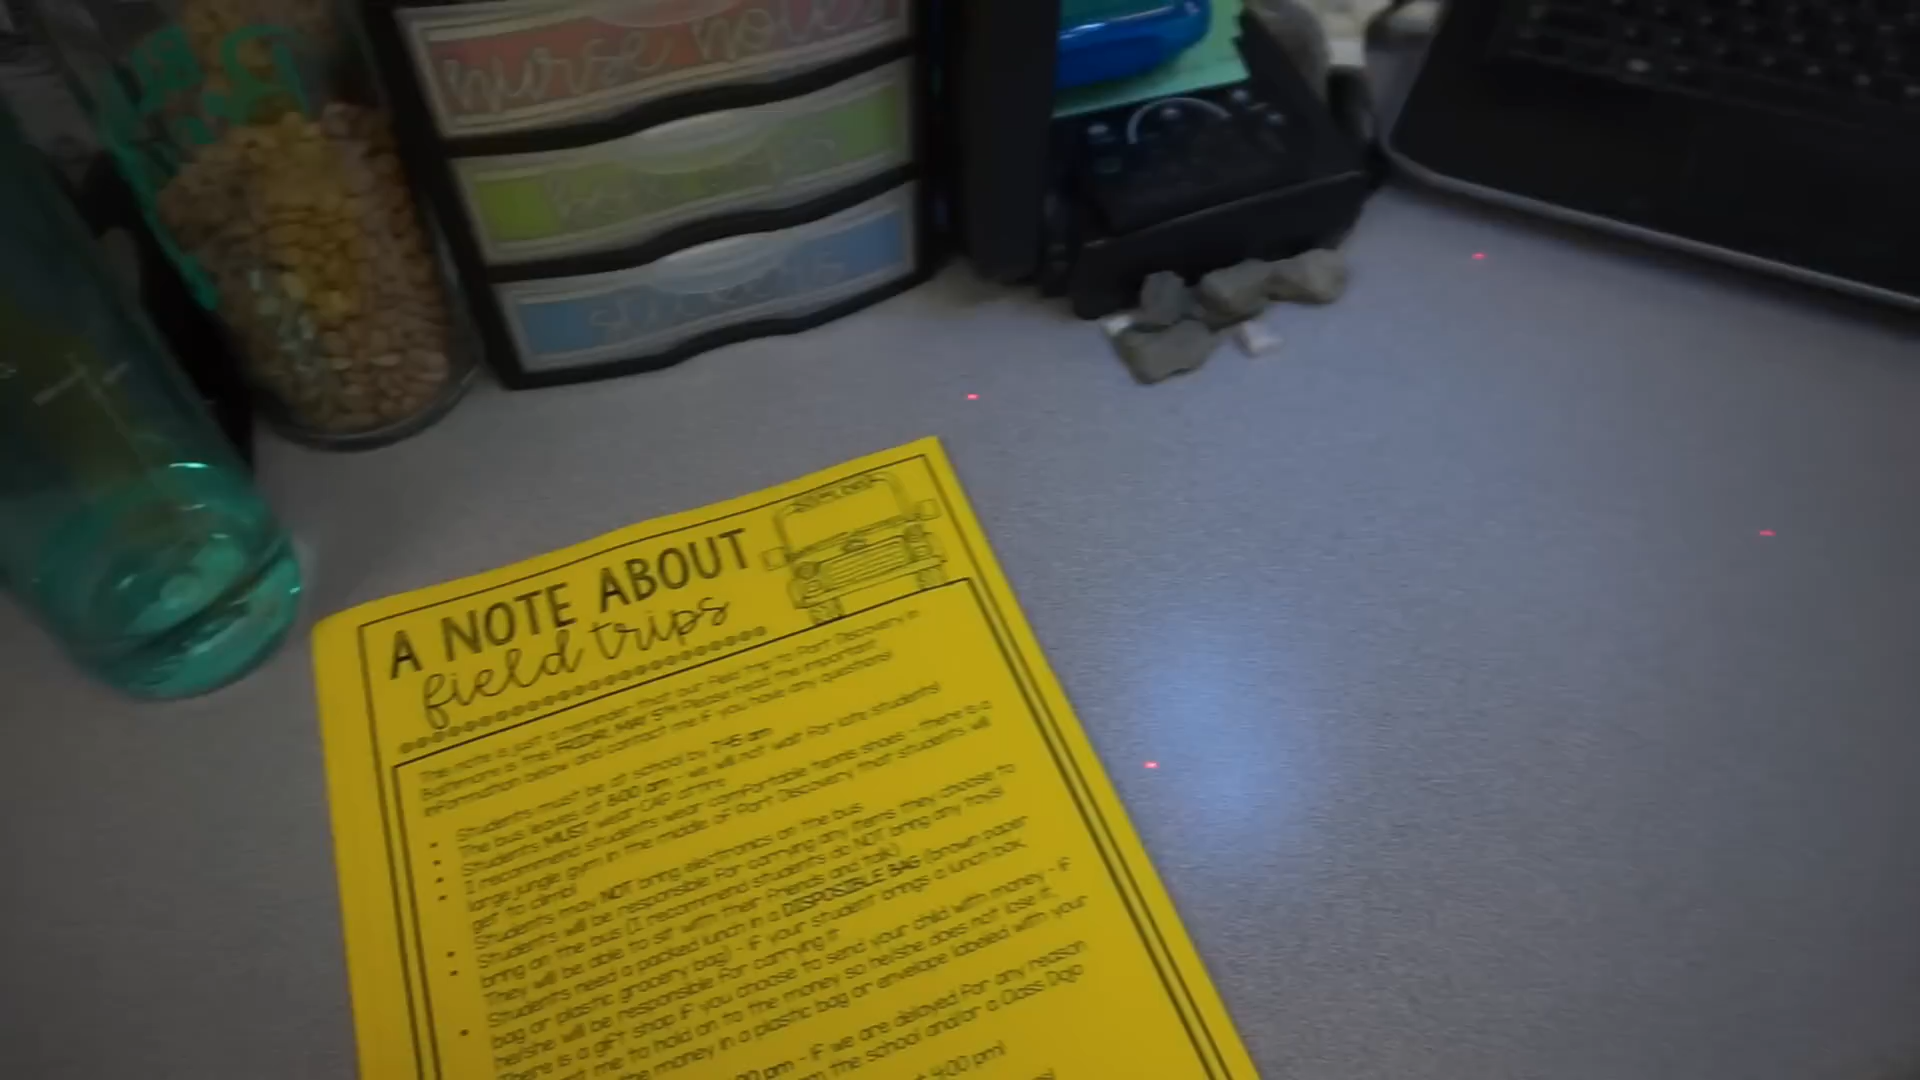 nurse notes
A NOTE ABOUT
field trips
This note is just a reminder that our field trip to Port Discovery in
Baltimore is this FRIDAY, MAY 5TH. Please read the important
information below and contact me if you have any questions!
• Students must be at school by 7:45 am
• The bus leaves at 8:00 am - we will not wait for late students!
• Students MUST wear CAP attire
• I recommend students wear comfortable tennis shoes - there is a
large jungle gym in the middle of Port Discovery that students will
get to climb!
• Students may NOT bring electronics on the bus
• Students will be responsible for carrying any items they choose to
bring on the bus (I recommend students do NOT bring any toys!
They will be able to sit with their friends and talk)
• Students need a packed lunch in a DISPOSIBLE BAG (brown paper
bag or plastic grocery bag) - if your student brings a lunch box,
he/she will be responsible for carrying it
There is a gift shop if you choose to send your child with money - if
me to hold on to the money so he/she does not lose it,
the money in a plastic bag or envelope labeled with your
pm - if we are delayed for any reason
the school and/or a Class Dojo
at 4:00 pm)